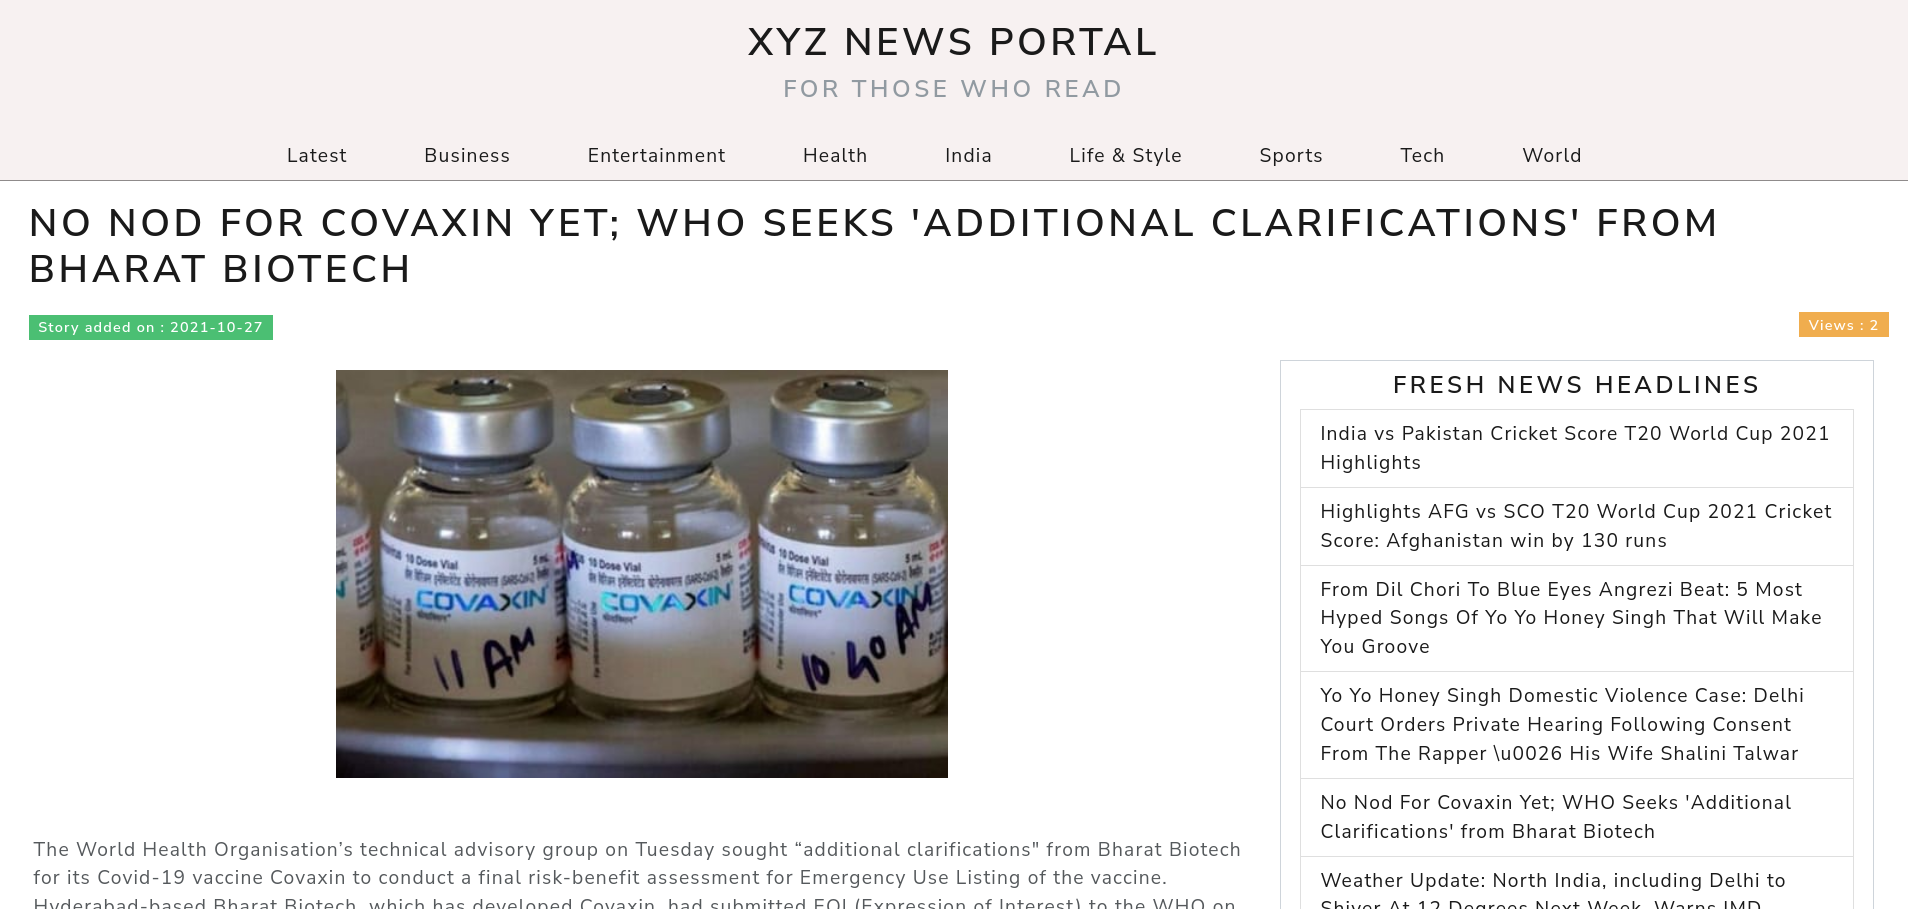 XYZ NEWS PORTAL
FOR THOSE WHO READ
Latest Business Entertainment Health India Life & Style Sports Tech World
NO NOD FOR COVAXIN YET; WHO SEEKS 'ADDITIONAL CLARIFICATIONS' FROM
BHARAT BIOTECH
Story added on : 2021-10-27
Views : 2
10 Dose Vial
5 mL
COVAXIN
11 AM
10 Dose Vial
5 mL
COVAXIN
10 Dose Vial
5 mL
COVAXIN
10 40 AM
The World Health Organisation’s technical advisory group on Tuesday sought “additional clarifications" from Bharat Biotech
for its Covid-19 vaccine Covaxin to conduct a final risk-benefit assessment for Emergency Use Listing of the vaccine.
Hyderabad-based Bharat Biotech, which has developed Covaxin, had submitted EOI (Expression of Interest) to the WHO on
FRESH NEWS HEADLINES
India vs Pakistan Cricket Score T20 World Cup 2021
Highlights
Highlights AFG vs SCO T20 World Cup 2021 Cricket
Score: Afghanistan win by 130 runs
From Dil Chori To Blue Eyes Angrezi Beat: 5 Most
Hyped Songs Of Yo Yo Honey Singh That Will Make
You Groove
Yo Yo Honey Singh Domestic Violence Case: Delhi
Court Orders Private Hearing Following Consent
From The Rapper \u0026 His Wife Shalini Talwar
No Nod For Covaxin Yet; WHO Seeks 'Additional
Clarifications' from Bharat Biotech
Weather Update: North India, including Delhi to
Shiver At 12 Degrees Next Week, Warns IMD